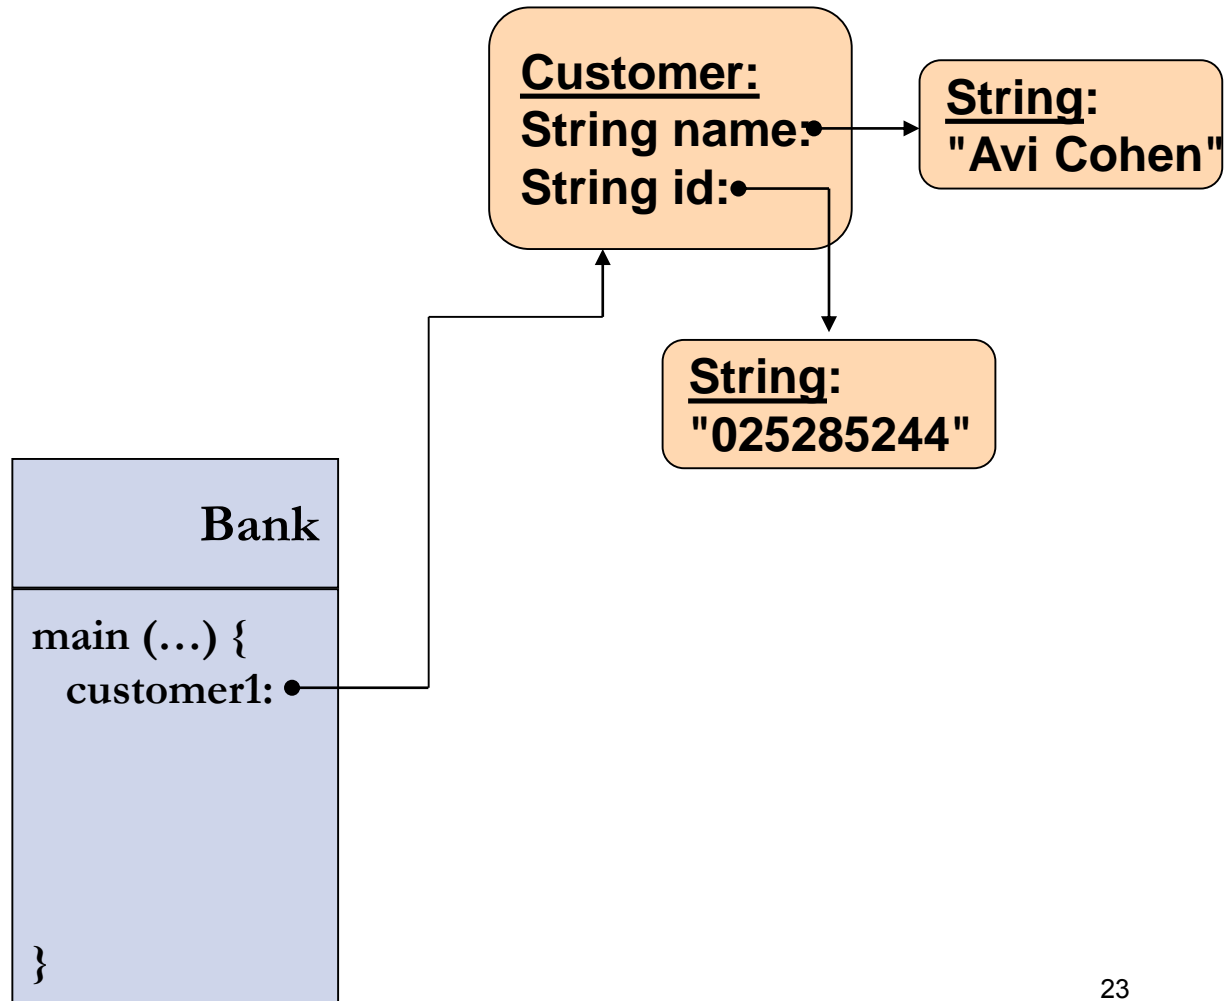 Customer:
String name:
String id:
String:
"Avi Cohen"
String:
"025285244"
Bank
main (…) {
customer1:
}
23